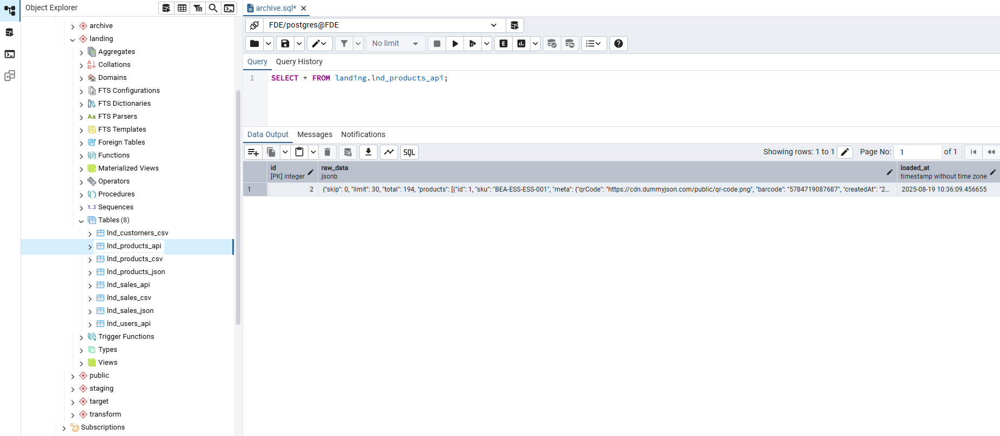 Object Explorer
archive
landing
Aggregates
Collations
Domains
FTS Configurations
FTS Dictionaries
Aa FTS Parsers
FTS Templates
Foreign Tables
Functions
Materialized Views
Operators
Procedures
1..3 Sequences
Tables (8)
lnd_customers_csv
lnd_products_api
lnd_products_csv
lnd_products_json
lnd_sales_api
lnd_sales_csv
lnd_sales_json
lnd_users_api
Trigger Functions
Types
Views
public
staging
target
transform
Subscriptions
archive.sql*
FDE/postgres@FDE
No limit
E
Query Query History
1 SELECT * FROM landing.lnd_products_api;
Data Output Messages Notifications
SQL Showing rows: 1 to 1 Page No: 1 of 1
id raw_data loaded_at
[PK] integer jsonb timestamp without time zone
1 2 {"skip": 0, "limit": 30, "total": 194, "products": [{"id": 1, "sku": "BEA-ESS-ESS-001", "meta": {"qrCode": "https://cdn.dummyjson.com/public/qr-code.png", "barcode": "5784719087687", "createdAt": "2... 2025-08-19 10:36:09.456655